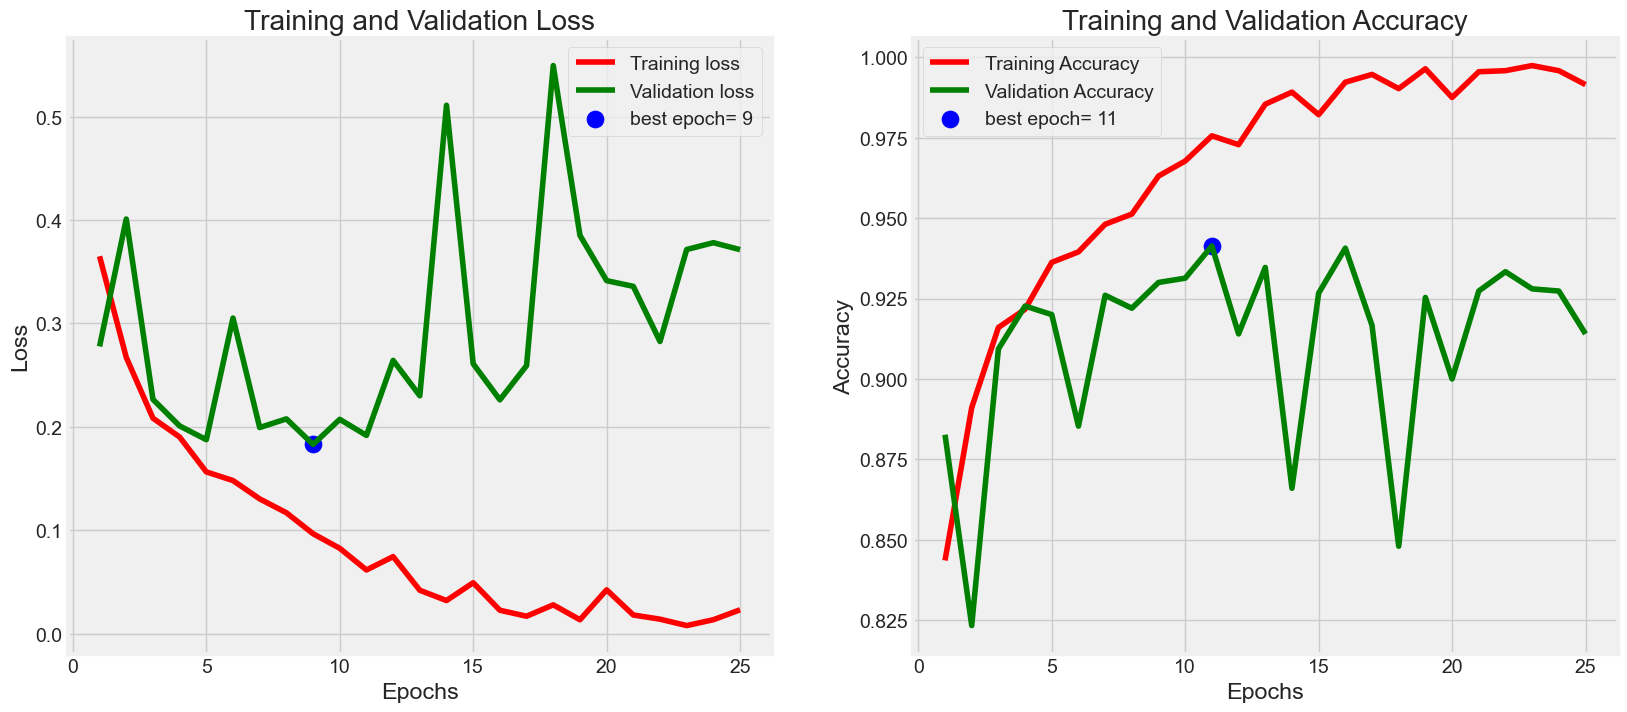 Training and Validation Loss
Training loss
Validation loss
best epoch= 9
0.5
0.4
0.3
0.2
0.1
0.0
Loss
0
5
10
15
20
25
Epochs
Training and Validation Accuracy
Training Accuracy
Validation Accuracy
best epoch= 11
1.000
0.975
0.950
0.925
0.900
0.875
0.850
0.825
Accuracy
0
5
10
15
20
25
Epochs